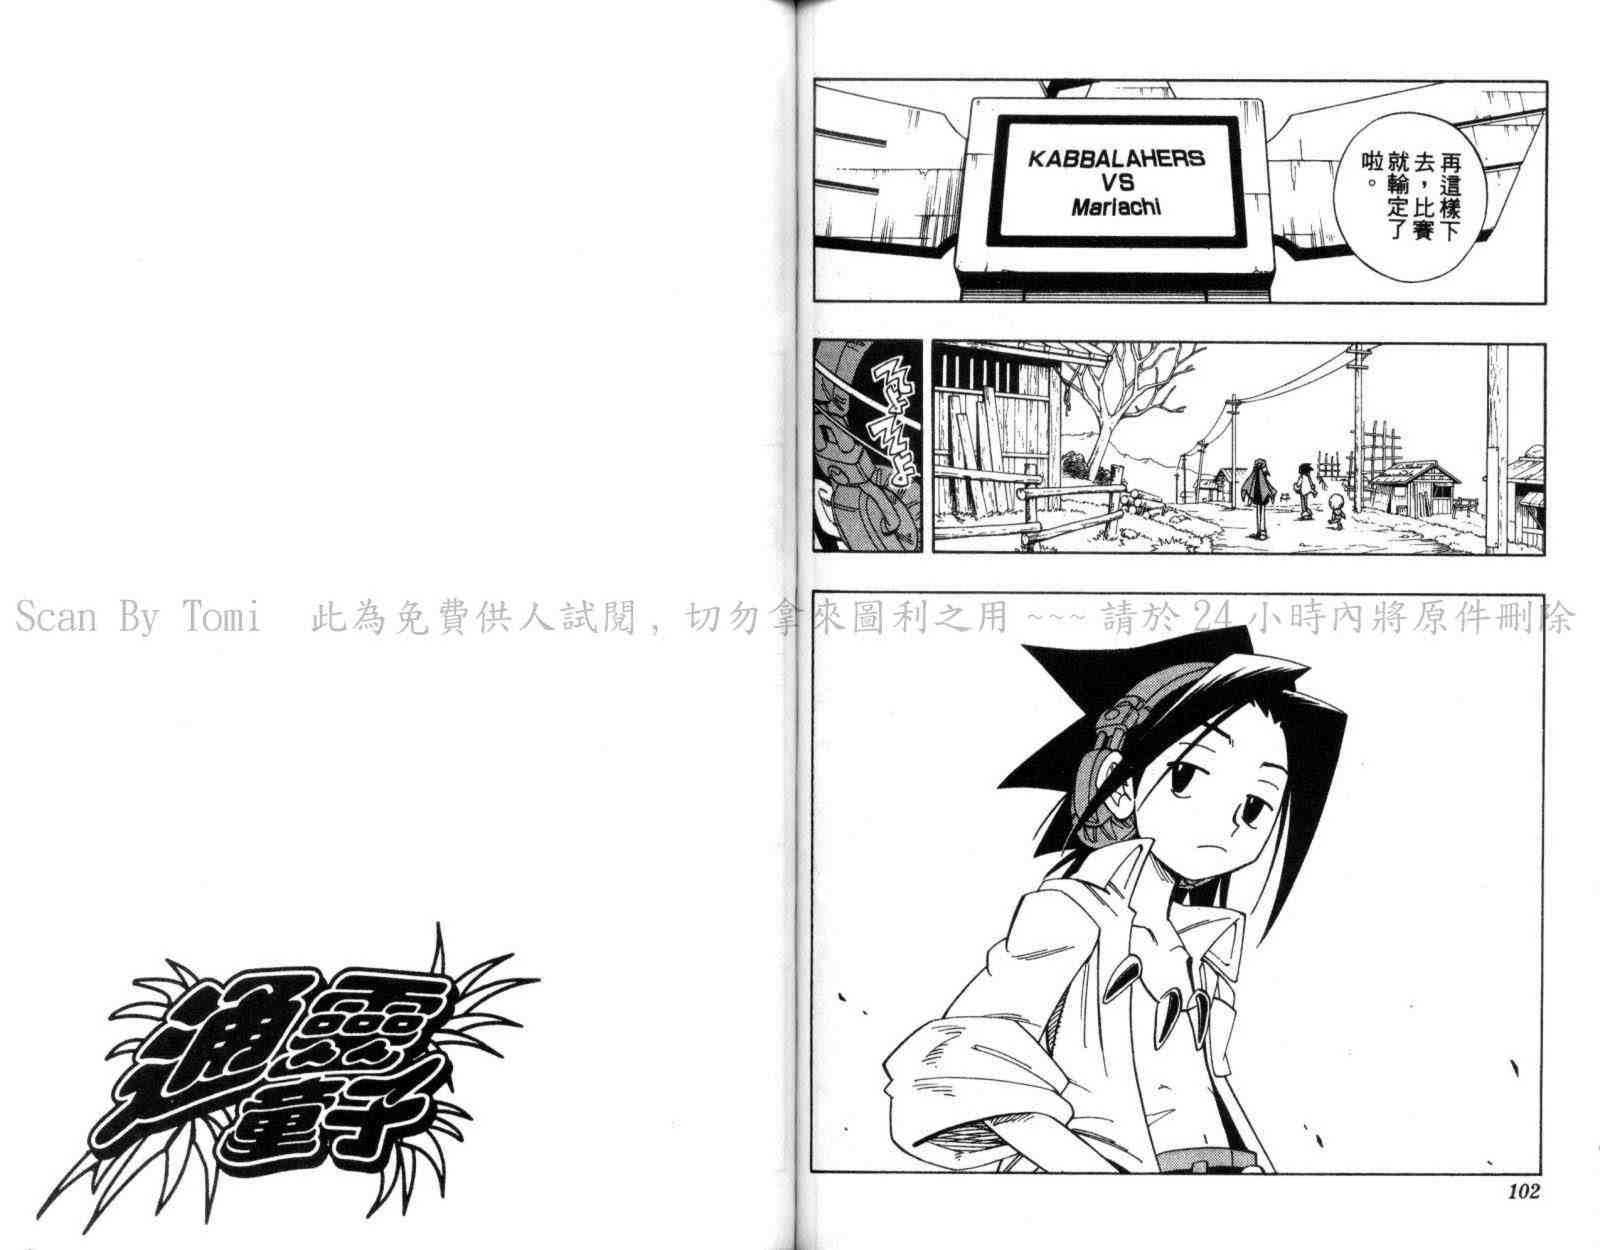 KABBALAHERS
VS
Mariachi
再這樣下
去，比賽
就輸定了
啦。
Scan By Tomi 此為免費供人試閱，切勿拿來圖利之用 ~~~ 請於 24 小時內將原件刪除
通靈
童子
102